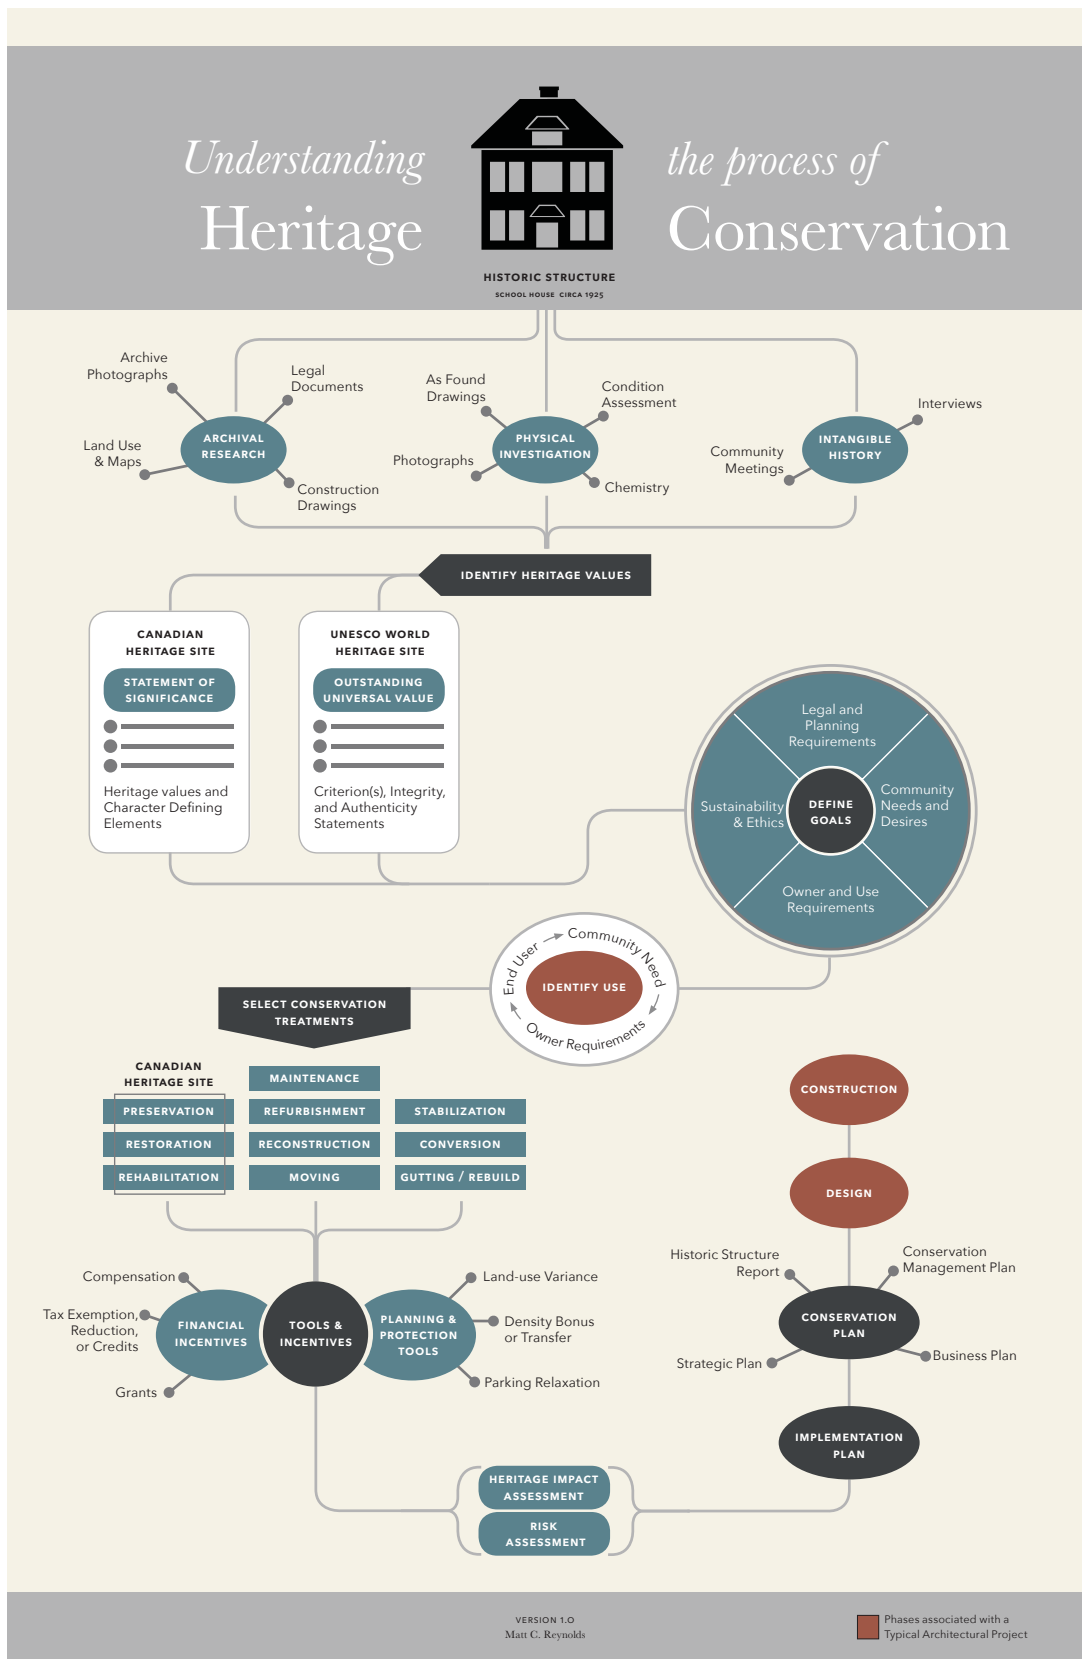 Understanding
Heritage
the process of
Conservation
HISTORIC STRUCTURE
SCHOOL HOUSE CIRCA 1925
Archive
Photographs
Legal
Documents
Land Use
& Maps
ARCHIVAL
RESEARCH
Construction
Drawings
As Found
Drawings
Condition
Assessment
Photographs
PHYSICAL
INVESTIGATION
Chemistry
Interviews
Community
Meetings
INTANGIBLE
HISTORY
IDENTIFY HERITAGE VALUES
CANADIAN
HERITAGE SITE
STATEMENT OF
SIGNIFICANCE
Heritage values and
Character Defining
Elements
UNESCO WORLD
HERITAGE SITE
OUTSTANDING
UNIVERSAL VALUE
Criterion(s), Integrity,
and Authenticity
Statements
Legal and
Planning
Requirements
Sustainability
& Ethics
DEFINE
GOALS
Community
Needs and
Desires
Owner and Use
Requirements
End User
Community Need
Owner Requirements
IDENTIFY USE
SELECT CONSERVATION
TREATMENTS
CANADIAN
HERITAGE SITE
PRESERVATION
RESTORATION
REHABILITATION
MAINTENANCE
REFURBISHMENT
RECONSTRUCTION
MOVING
STABILIZATION
CONVERSION
GUTTING / REBUILD
CONSTRUCTION
DESIGN
Historic Structure
Report
Conservation
Management Plan
CONSERVATION
PLAN
Strategic Plan
Business Plan
IMPLEMENTATION
PLAN
Compensation
Tax Exemption,
Reduction,
or Credits
Grants
FINANCIAL
INCENTIVES
TOOLS &
INCENTIVES
PLANNING &
PROTECTION
TOOLS
Land-use Variance
Density Bonus
or Transfer
Parking Relaxation
HERITAGE IMPACT
ASSESSMENT
RISK
ASSESSMENT
VERSION 1.0
Matt C. Reynolds
Phases associated with a
Typical Architectural Project